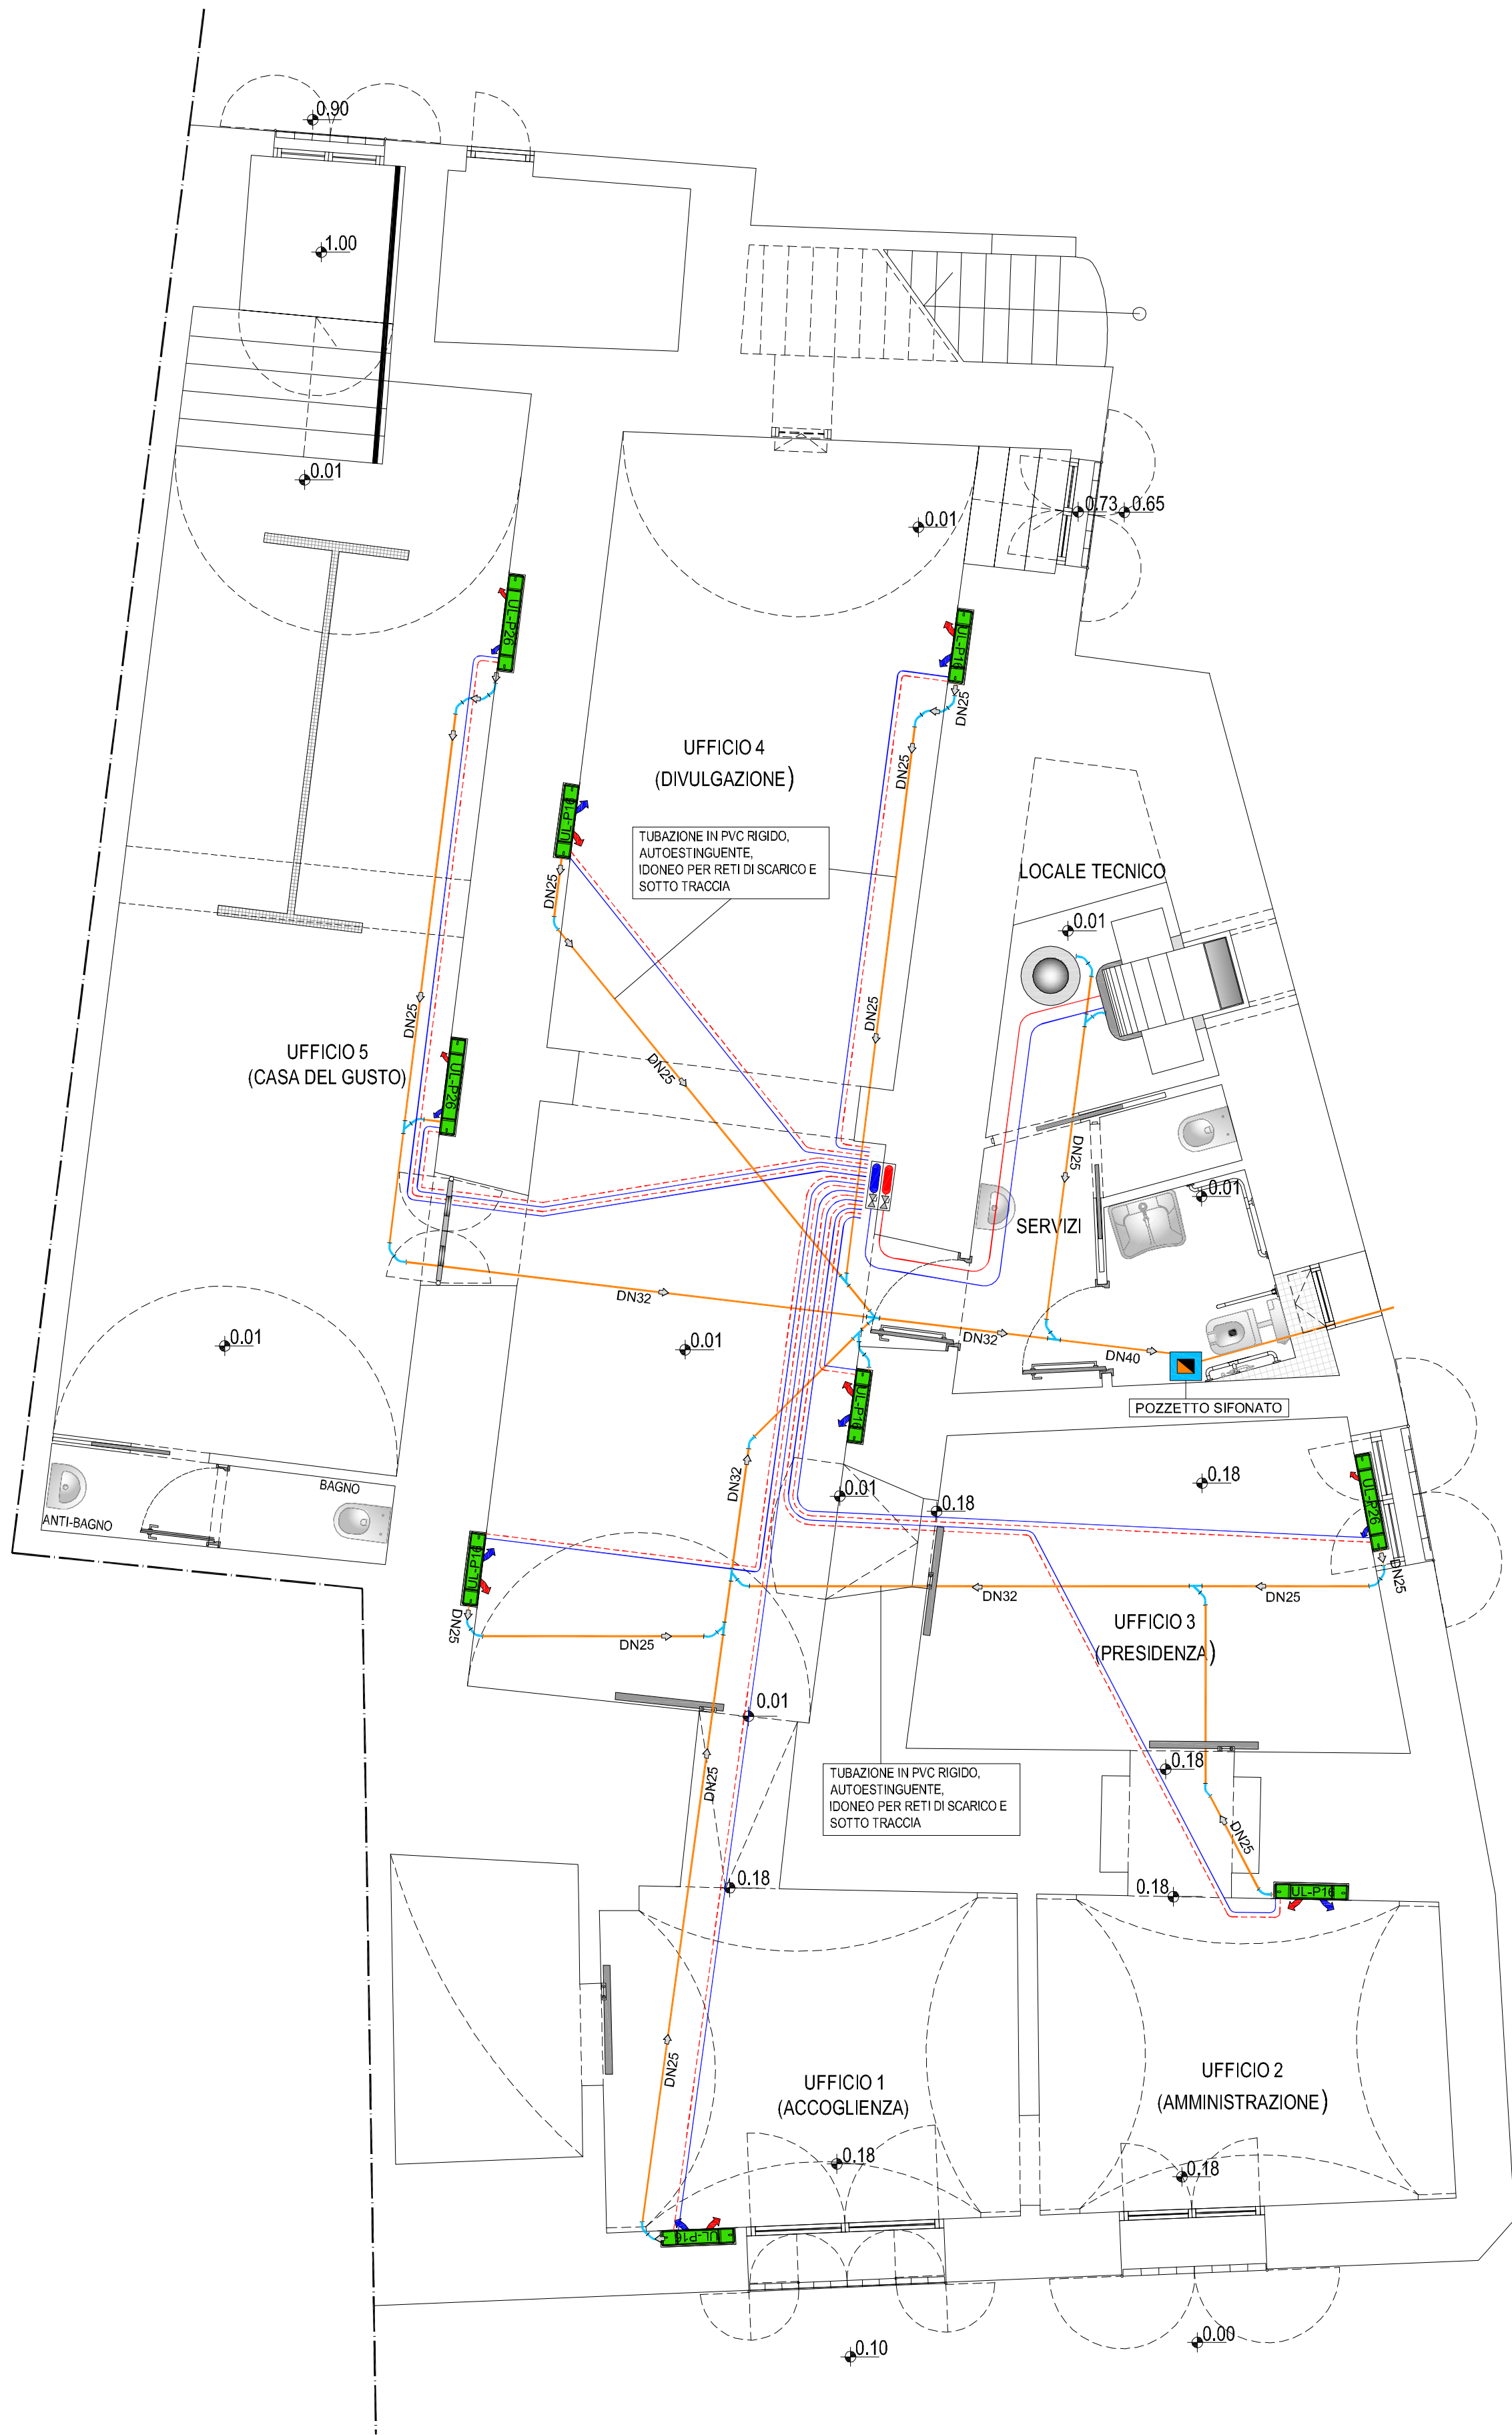 0.90
1.00
0.01
0.01
0.73
0.65
UL-P26
UL-P16
DN25
UFFICIO 4
(DIVULGAZIONE)
DN25
UL-P16
TUBAZIONE IN PVC RIGIDO,
AUTOESTINGUENTE,
IDONEO PER RETI DI SCARICO E
SOTTO TRACCIA
LOCALE TECNICO
DN25
0.01
DN25
DN25
UFFICIO 5
(CASA DEL GUSTO)
DN25
UL-P26
DN25
0.01
SERVIZI
DN32
0.01
0.01
DN32
DN40
POZZETTO SIFONATO
UL-P16
BAGNO
ANTI-BAGNO
DN32
0.01
0.18
0.18
UL-P26
UL-P16
DN25
DN25
DN32
DN25
DN25
UFFICIO 3
(PRESIDENZA)
0.01
0.18
DN25
TUBAZIONE IN PVC RIGIDO,
AUTOESTINGUENTE,
IDONEO PER RETI DI SCARICO E
SOTTO TRACCIA
DN25
0.18
0.18
UL-P16
DN25
UFFICIO 1
(ACCOGLIENZA)
UFFICIO 2
(AMMINISTRAZIONE)
0.18
0.18
UL-P16
0.10
0.00